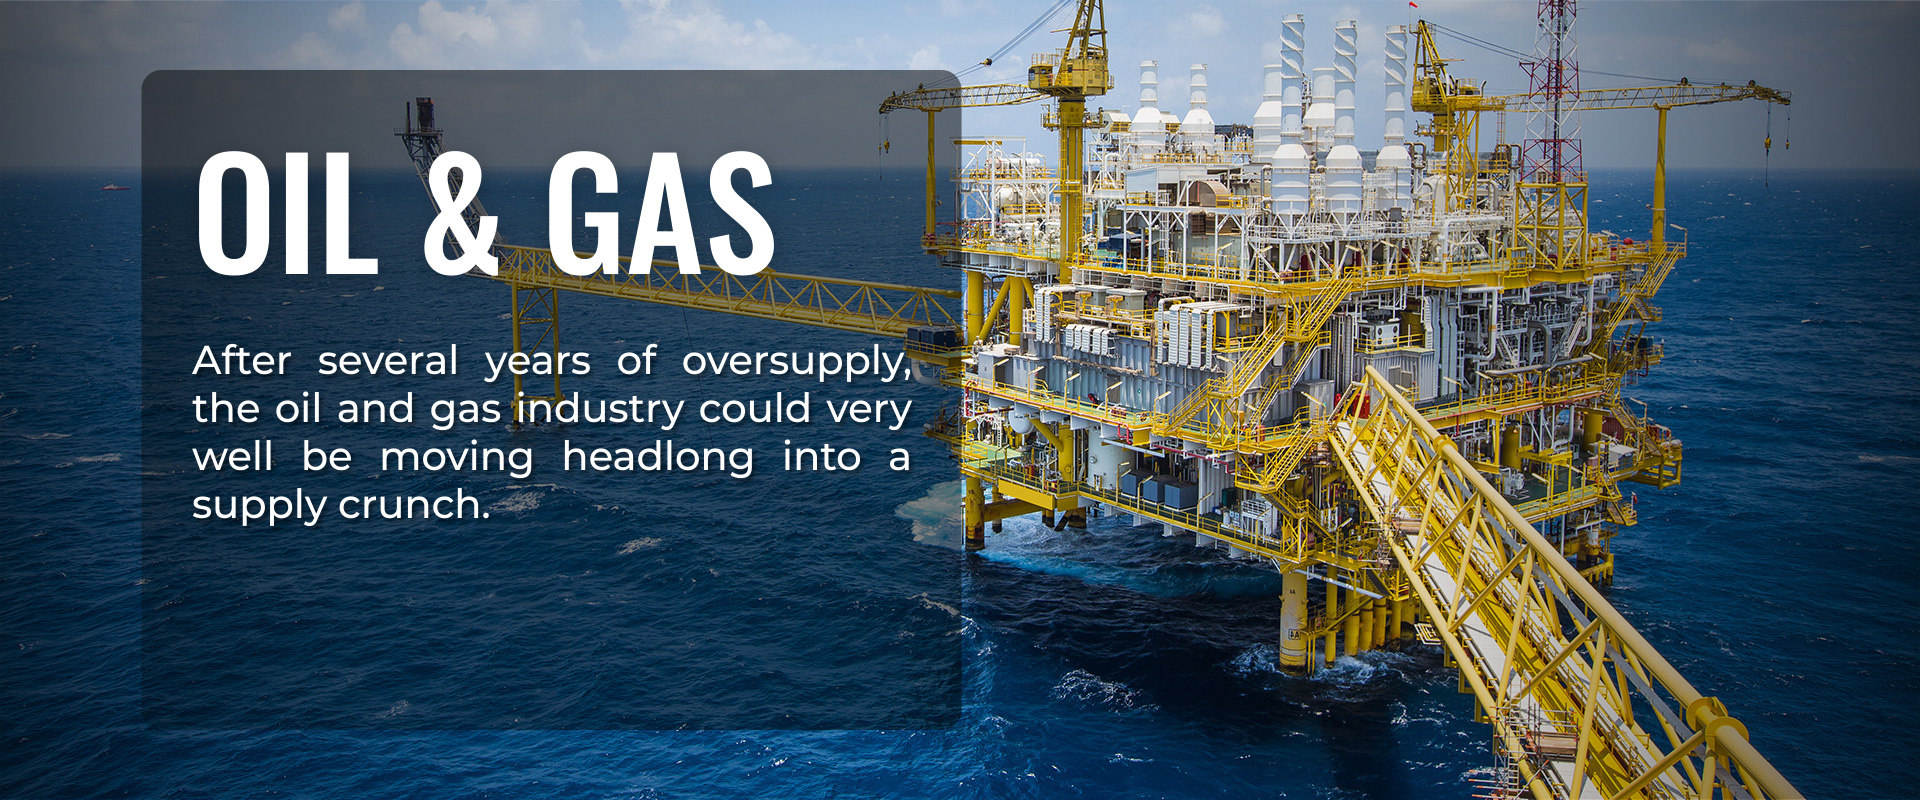 OIL & GAS
After several years of oversupply,
the oil and gas industry could very
well be moving headlong into a
supply crunch.
A4